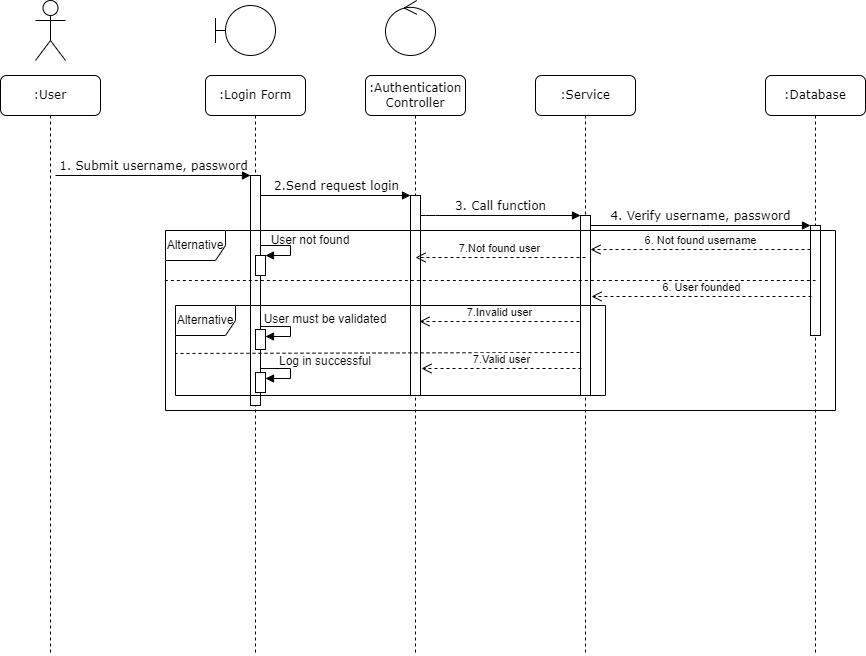 :User
:Login Form
:Authentication
Controller
:Service
:Database
1. Submit username, password
2.Send request login
3. Call function
4. Verify username, password
Alternative
User not found
7.Not found user
6. Not found username
6. User founded
Alternative
User must be validated
7.Invalid user
Log in successful
7.Valid user